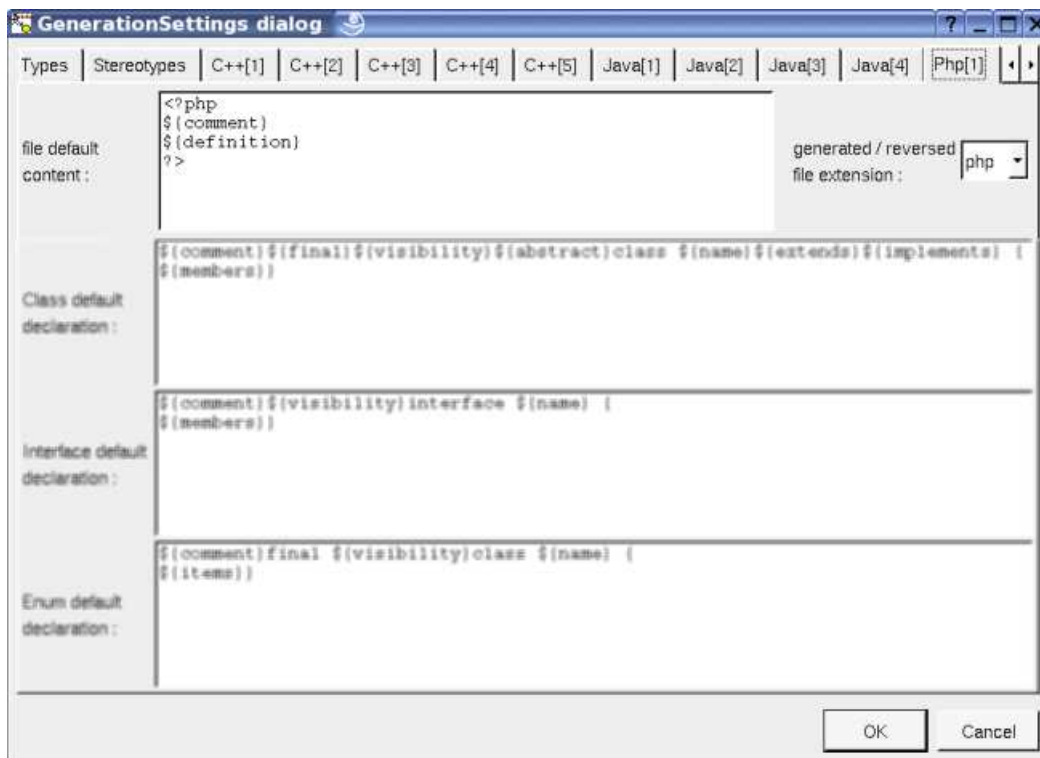 GenerationSettings dialog
Types Stereotypes C++[1] C++[2] C++[3] C++[4] C++[5] Java[1] Java[2] Java[3] Java[4] Php[1]
file default
content :
<?php
${comment}
${definition}
?>
generated / reversed
file extension :
php
Class default
declaration :
${comment}${final}${visibility}${abstract}class ${name}${extends}${implements} {
${members}}
Interface default
declaration :
${comment}${visibility}interface ${name} {
${members}}
Enum default
declaration :
${comment}final ${visibility}class ${name} {
${items}}
OK Cancel